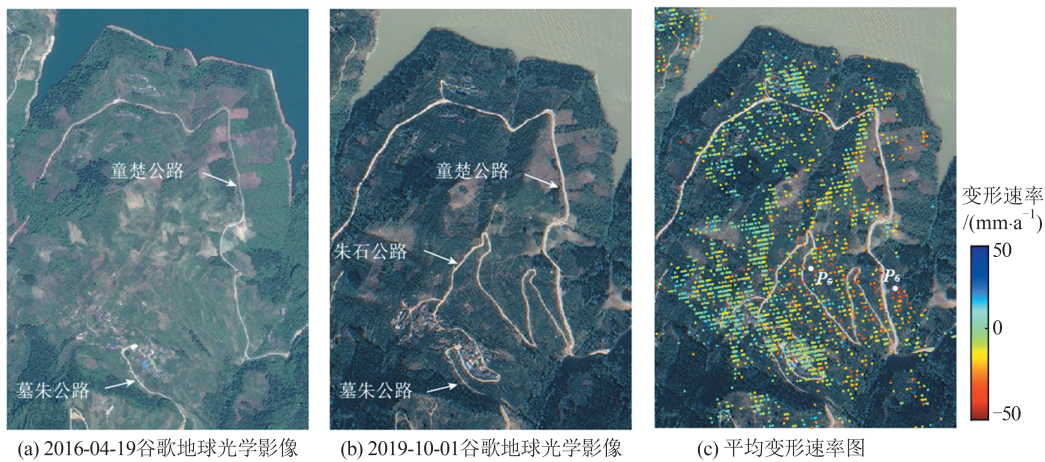 童楚公路
墓朱公路
童楚公路
朱石公路
墓朱公路
P₅
P₆
变形速率
/(mm·a⁻¹)
50
0
−50
(a) 2016-04-19谷歌地球光学影像
(b) 2019-10-01谷歌地球光学影像
(c) 平均变形速率图